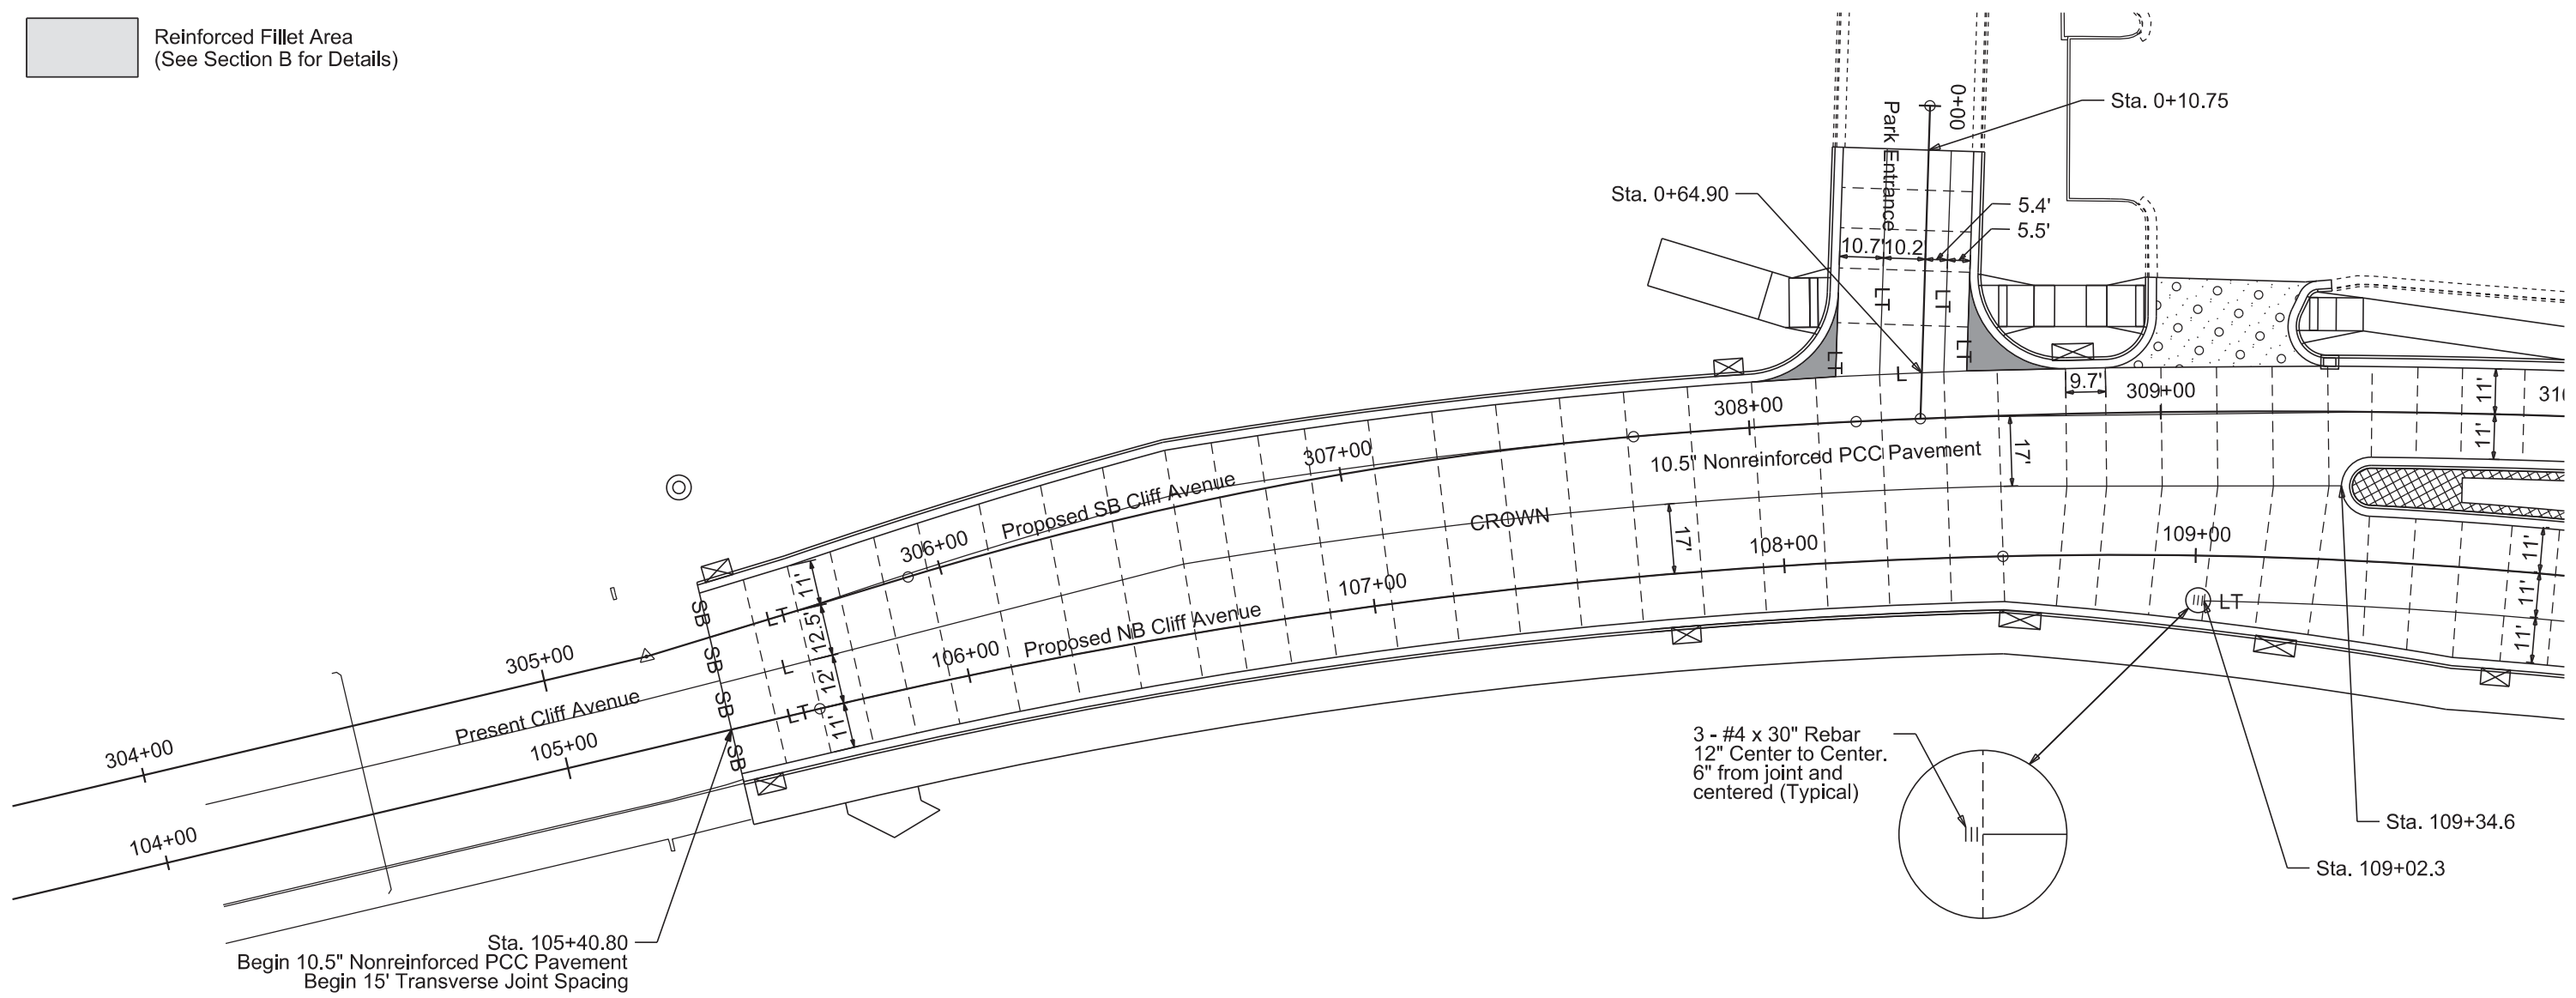 Reinforced Fillet Area
(See Section B for Details)
0+00
Park Entrance
Sta. 0+10.75
Sta. 0+64.90
5.4'
5.5'
10.7'
10.2'
LT
LT
LT
LT
L
9.7'
308+00
309+00
310
11'
11'
17'
10.5" Nonreinforced PCC Pavement
307+00
Proposed SB Cliff Avenue
306+00
CROWN
17'
108+00
109+00
11'
11'
11'
LT
107+00
Proposed NB Cliff Avenue
106+00
SB
SB
SB
SB
LT
L
LT
11'
12.5'
12'
11'
305+00
Present Cliff Avenue
105+00
304+00
104+00
3 - #4 x 30" Rebar
12" Center to Center.
6" from joint and
centered (Typical)
Sta. 109+34.6
Sta. 109+02.3
Sta. 105+40.80
Begin 10.5" Nonreinforced PCC Pavement
Begin 15' Transverse Joint Spacing